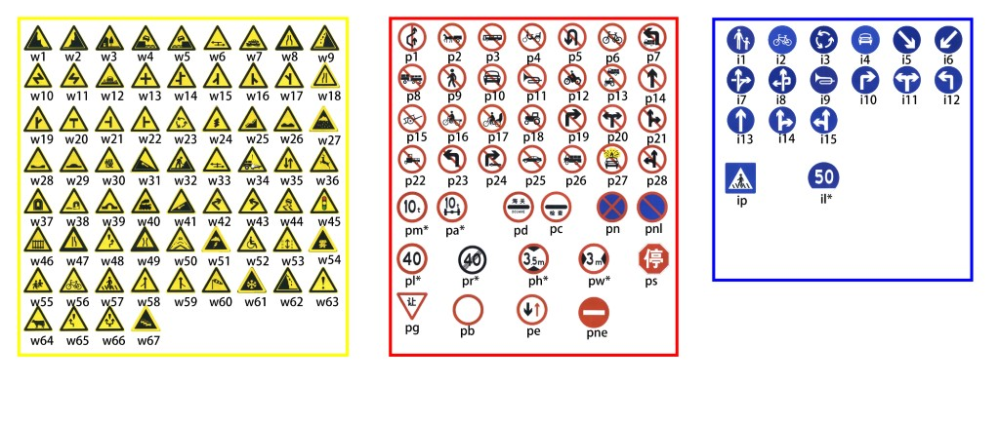 w1 w2 w3 w4 w5 w6 w7 w8 w9
w10 w11 w12 w13 w14 w15 w16 w17 w18
w19 w20 w21 w22 w23 w24 w25 w26 w27
w28 w29 w30 w31 w32 w33 w34 w35 w36
w37 w38 w39 w40 w41 w42 w43 w44 w45
w46 w47 w48 w49 w50 w51 w52 w53 w54
w55 w56 w57 w58 w59 w60 w61 w62 w63
w64 w65 w66 w67
p1 p2 p3 p4 p5 p6 p7
p8 p9 p10 p11 p12 p13 p14
p15 p16 p17 p18 p19 p20 p21
p22 p23 p24 p25 p26 p27 p28
10t 10t 海关 检查
pm* pa* pd pc pn pnl
40 40 3.5m 3m 停
pl* pr* ph* pw* ps
让
pg pb pe pne
i1 i2 i3 i4 i5 i6
i7 i8 i9 i10 i11 i12
i13 i14 i15
50
ip il*